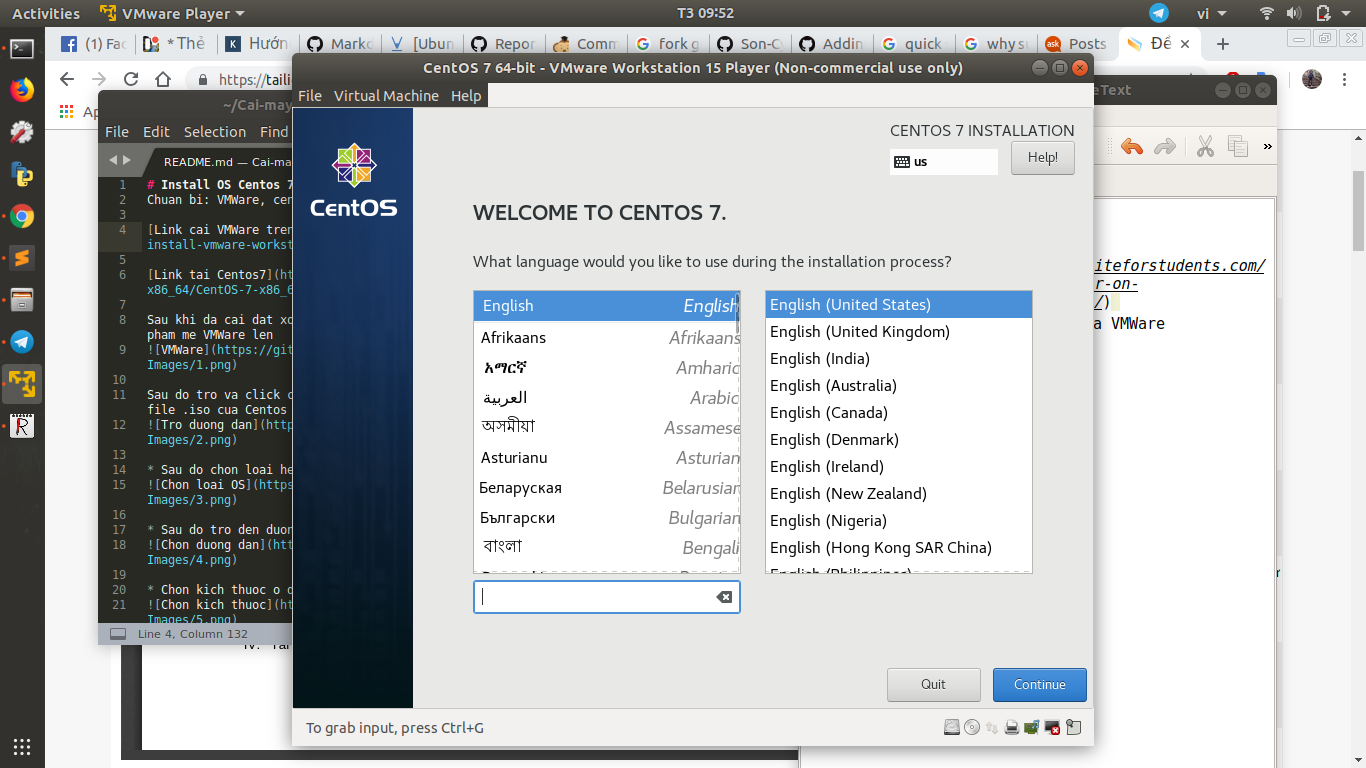 Activities
VMware Player
T3 09:52
vi
(1) Fac
* Thẻ
Hướn
Markd
[Ubun
Repor
Comm
fork g
Son-C
Addin
quick
why su
Posts
Đề
https://tailie
CentOS 7 64-bit - VMware Workstation 15 Player (Non-commercial use only)
File Virtual Machine Help
~/Cai-may
File Edit Selection Find
README.md — Cai-ma
1 # Install OS Centos 7
2 Chuan bi: VMWare, cen
3
4 [Link cai VMWare tren
install-vmware-workst
5
6 [Link tai Centos7](ht
x86_64/CentOS-7-x86_6
7
8 Sau khi da cai dat xo
pham me VMWare len
9 ![VMWare](https://git
Images/1.png)
10
11 Sau do tro va click c
file .iso cua Centos
12 ![Tro duong dan](http
Images/2.png)
13
14 * Sau do chon loai he
15 ![Chon loai OS](https
Images/3.png)
16
17 * Sau do tro den duon
18 ![Chon duong dan](htt
Images/4.png)
19
20 * Chon kich thuoc o d
21 ![Chon kich thuoc](ht
Images/5.png)
Line 4, Column 132
CentOS
CENTOS 7 INSTALLATION
us
Help!
WELCOME TO CENTOS 7.
What language would you like to use during the installation process?
English English
Afrikaans Afrikaans
አማርኛ Amharic
العربية Arabic
অসমীয়া Assamese
Asturianu Asturian
Беларуская Belarusian
Български Bulgarian
বাংলা Bengali
English (United States)
English (United Kingdom)
English (India)
English (Australia)
English (Canada)
English (Denmark)
English (Ireland)
English (New Zealand)
English (Nigeria)
English (Hong Kong SAR China)
English (Philippines)
Quit
Continue
To grab input, press Ctrl+G
eText
iteforstudents.com/
r-on-
/)
a VMWare